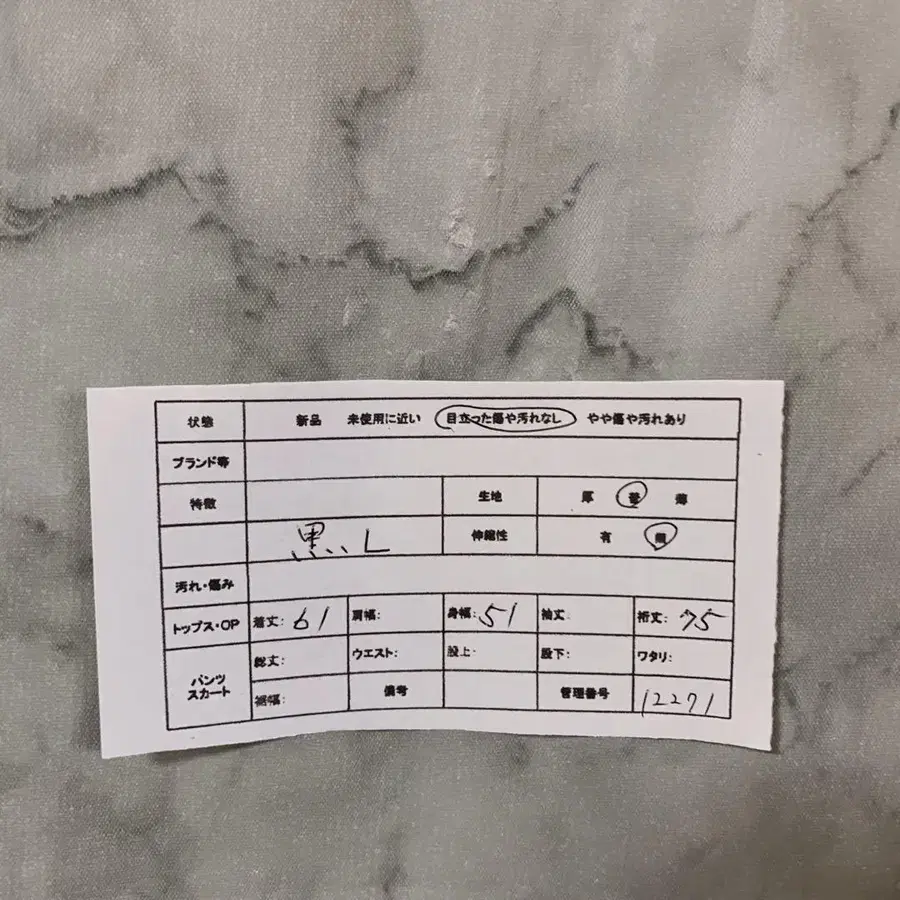 状態 新品 未使用に近い 目立った傷や汚れなし やや傷や汚れあり
ブランド等
特徴 生地 厚 普 薄
黒、L 伸縮性 有 無
汚れ・傷み
トップス・OP 着丈: 61 肩幅: 身幅: 51 袖丈: 裄丈: 75
パンツ
スカート
総丈: ウエスト: 股上: 股下: ワタリ:
裾幅: 備考 管理番号 12271